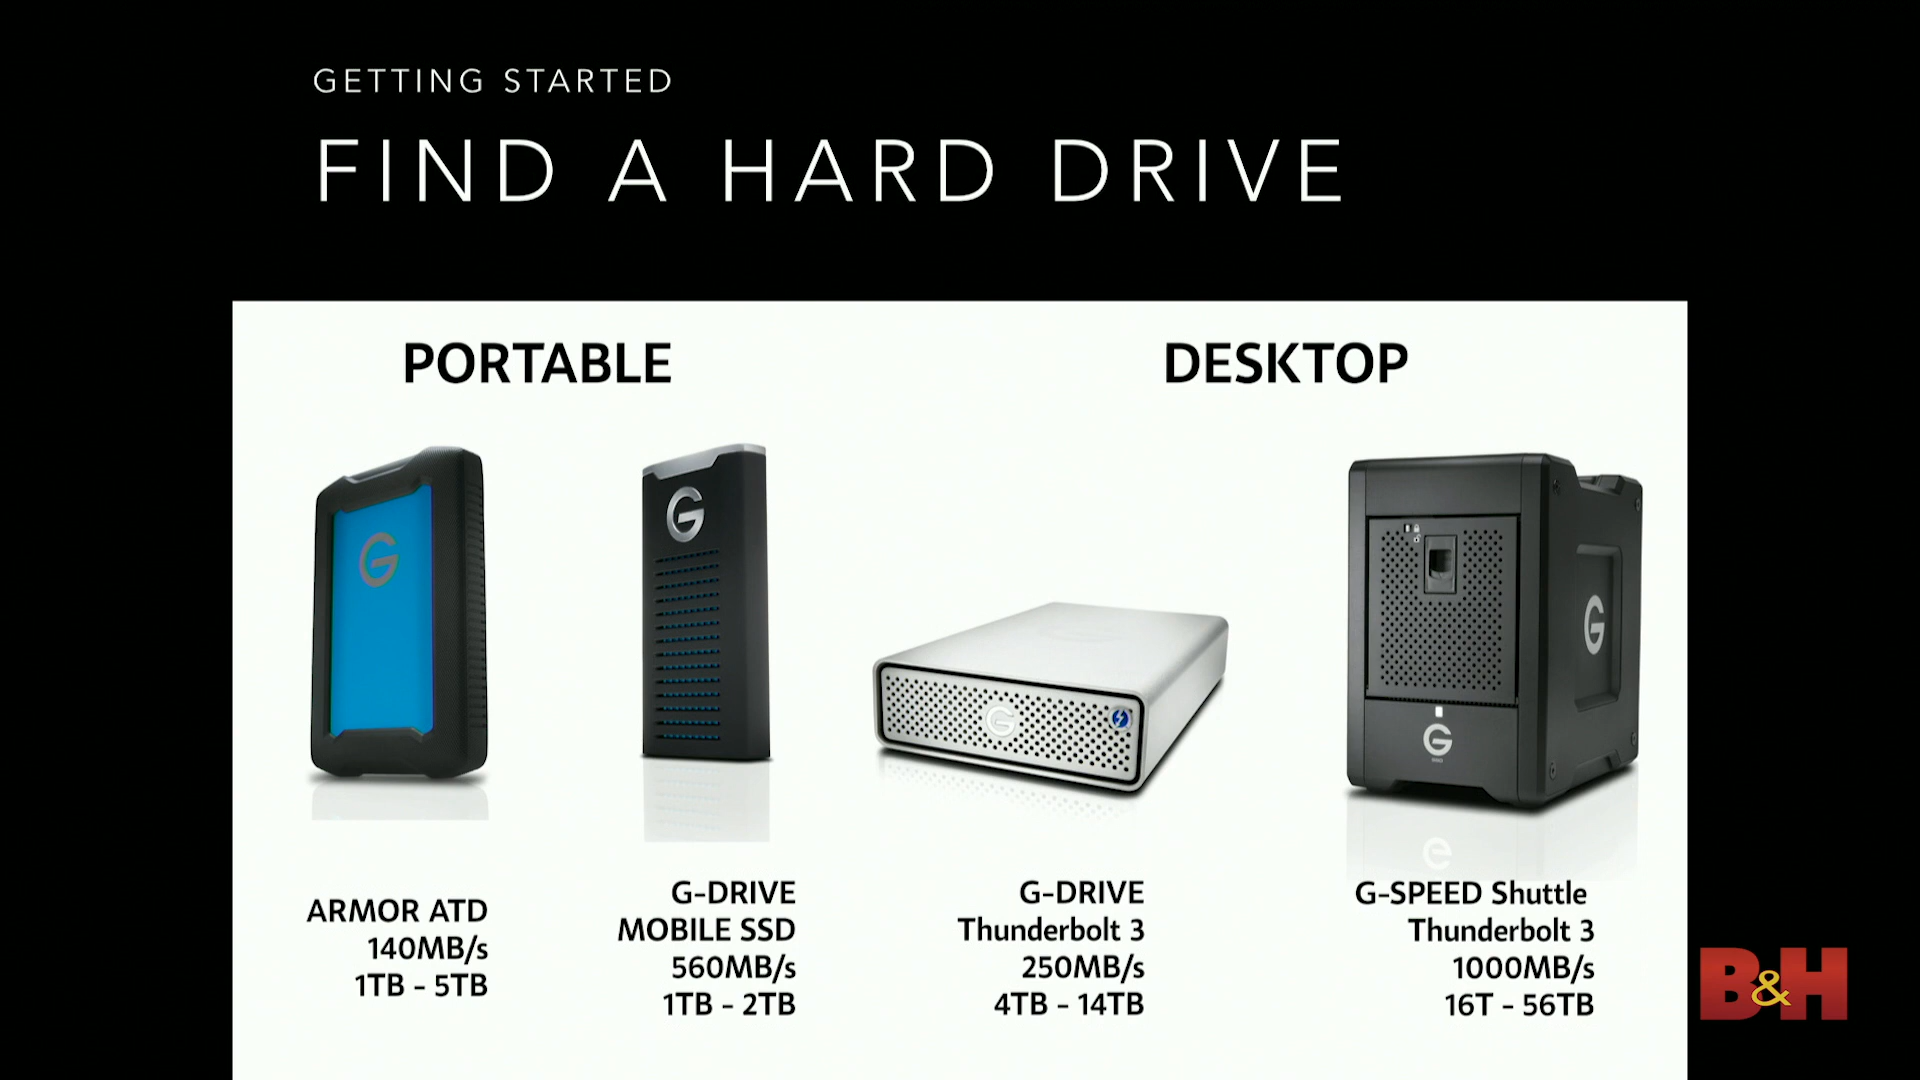 GETTING STARTED
FIND A HARD DRIVE
PORTABLE
DESKTOP
G
G
G
G
G
ARMOR ATD
140MB/s
1TB - 5TB
G-DRIVE
MOBILE SSD
560MB/s
1TB - 2TB
G-DRIVE
Thunderbolt 3
250MB/s
4TB - 14TB
G-SPEED Shuttle
Thunderbolt 3
1000MB/s
16T - 56TB
B&H